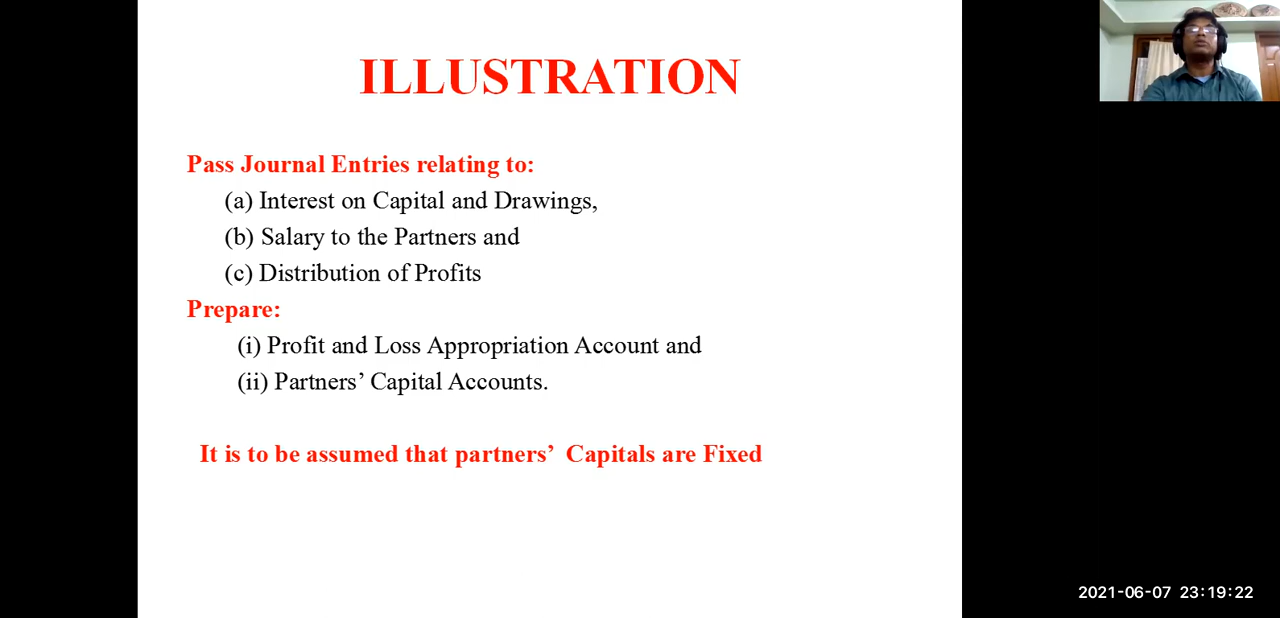 ILLUSTRATION
Pass Journal Entries relating to:
(a) Interest on Capital and Drawings,
(b) Salary to the Partners and
(c) Distribution of Profits
Prepare:
(i) Profit and Loss Appropriation Account and
(ii) Partners’ Capital Accounts.
It is to be assumed that partners’ Capitals are Fixed
2021-06-07 23:19:22